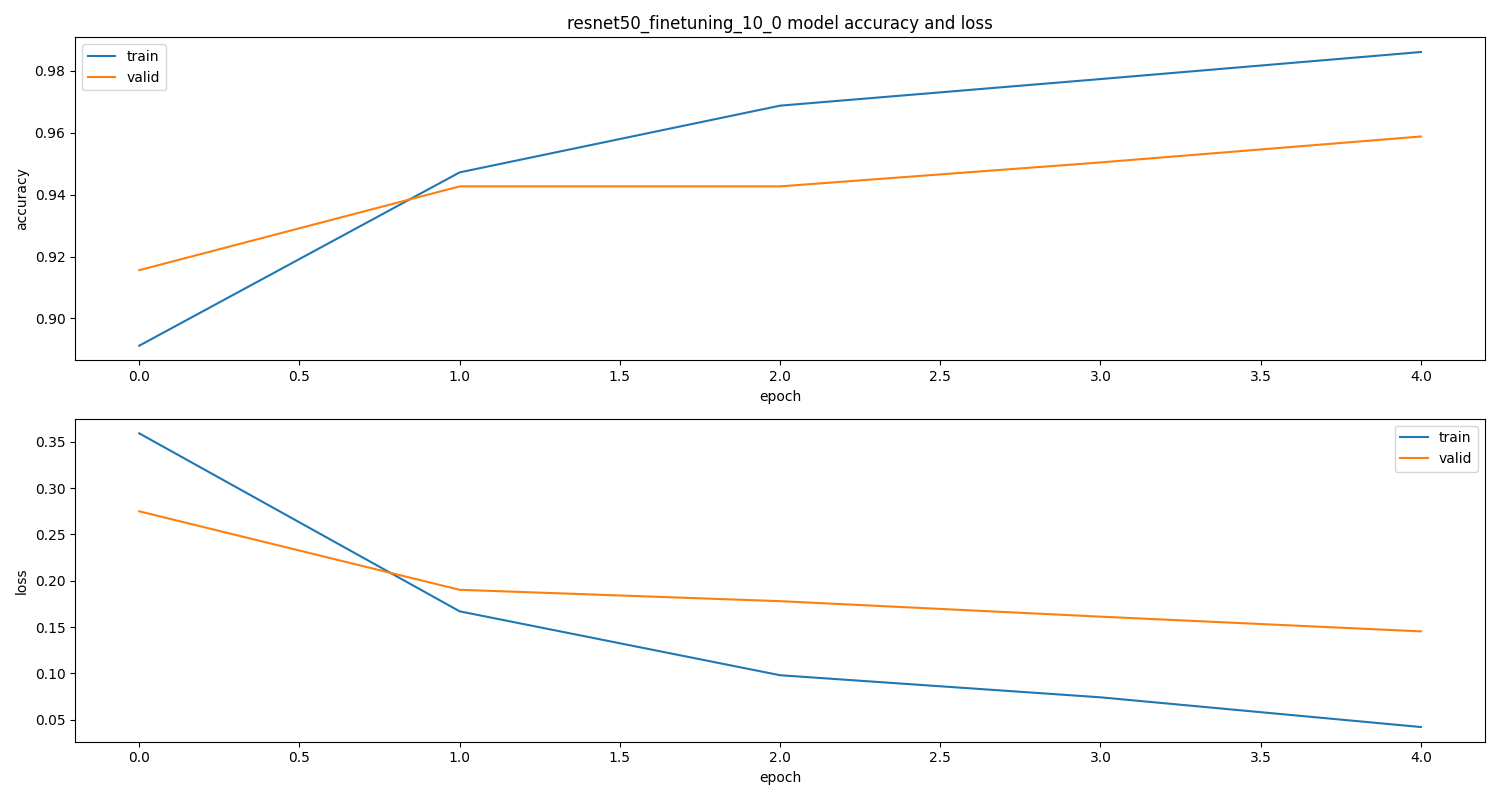 resnet50_finetuning_10_0 model accuracy and loss
train
valid
0.98
0.96
0.94
0.92
0.90
accuracy
0.0 0.5 1.0 1.5 2.0 2.5 3.0 3.5 4.0
epoch
train
valid
0.35
0.30
0.25
0.20
0.15
0.10
0.05
loss
0.0 0.5 1.0 1.5 2.0 2.5 3.0 3.5 4.0
epoch